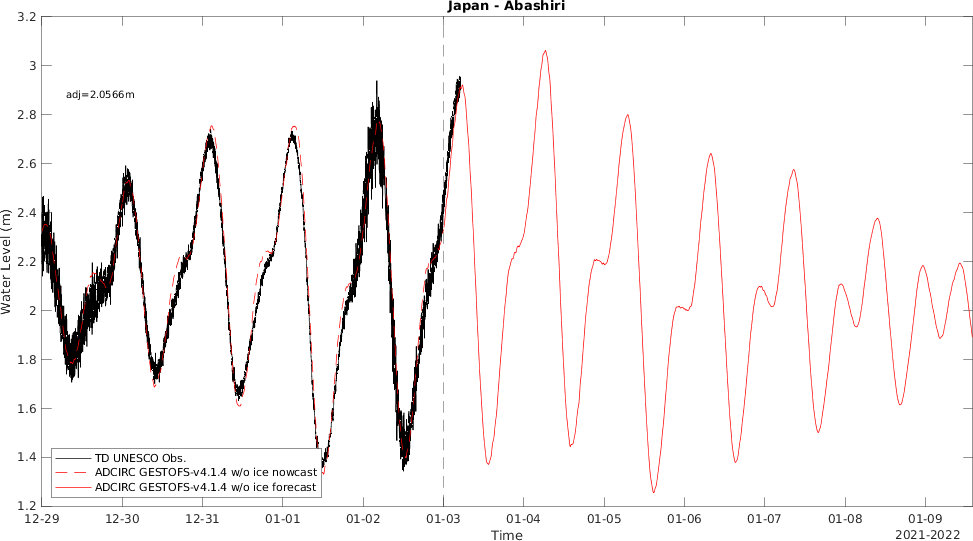 Japan - Abashiri
3.2
3
2.8
2.6
2.4
2.2
2
1.8
1.6
1.4
1.2
Water Level (m)
adj=2.0566m
TD UNESCO Obs.
ADCIRC GESTOFS-v4.1.4 w/o ice nowcast
ADCIRC GESTOFS-v4.1.4 w/o ice forecast
12-29 12-30 12-31 01-01 01-02 01-03 01-04 01-05 01-06 01-07 01-08 01-09
Time
2021-2022